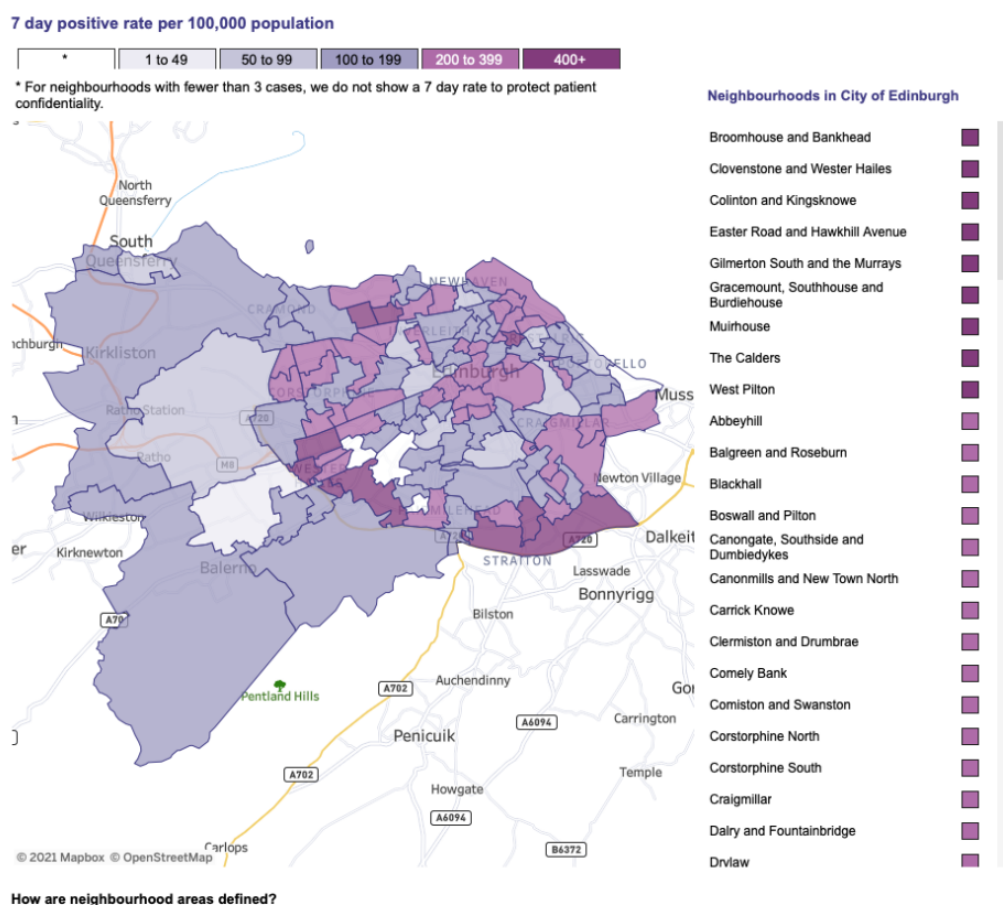 7 day positive rate per 100,000 population
*
1 to 49
50 to 99
100 to 199
200 to 399
400+
* For neighbourhoods with fewer than 3 cases, we do not show a 7 day rate to protect patient
confidentiality.
Neighbourhoods in City of Edinburgh
Broomhouse and Bankhead
Clovenstone and Wester Hailes
Colinton and Kingsknowe
Easter Road and Hawkhill Avenue
Gilmerton South and the Murrays
Gracemount, Southhouse and
Burdiehouse
Muirhouse
The Calders
West Pilton
Abbeyhill
Balgreen and Roseburn
Blackhall
Boswall and Pilton
Canongate, Southside and
Dumbiedykes
Canonmills and New Town North
Carrick Knowe
Clermiston and Drumbrae
Comely Bank
Comiston and Swanston
Corstorphine North
Corstorphine South
Craigmillar
Dalry and Fountainbridge
Drylaw
North
Queensferry
South
Queensferry
NEWHAVEN
CRAMOND
Kirkliston
Edinburgh
Muss
Ratho Station
A720
CRAIGMILLAR
Ratho
M8
Newton Village
Wilkieston
Kirknewton
A720
Dalkeit
STRAITON
Lasswade
Balerno
Bonnyrigg
A70
Bilston
Auchendinny
A702
Pentland Hills
A6094
Carrington
Penicuik
A702
Temple
Howgate
A6094
Carlops
B6372
© 2021 Mapbox © OpenStreetMap
How are neighbourhood areas defined?